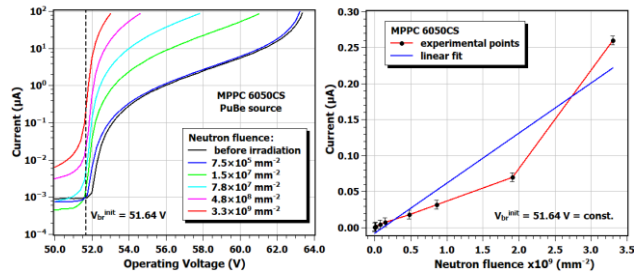 10²
10¹
10⁰
10⁻¹
10⁻²
10⁻³
10⁻⁴
Current (µA)
MPPC 6050CS
PuBe source
Neutron fluence:
before irradiation
7.5×10⁵ mm⁻²
1.5×10⁷ mm⁻²
7.8×10⁷ mm⁻²
4.8×10⁸ mm⁻²
3.3×10⁹ mm⁻²
V_br^init = 51.64 V
50.0 52.0 54.0 56.0 58.0 60.0 62.0 64.0
Operating Voltage (V)
0.30
0.25
0.20
0.15
0.10
0.05
0.00
Current (µA)
MPPC 6050CS
experimental points
linear fit
V_br^init = 51.64 V = const.
0.0 0.5 1.0 1.5 2.0 2.5 3.0 3.5
Neutron fluence x10⁹ (mm⁻²)